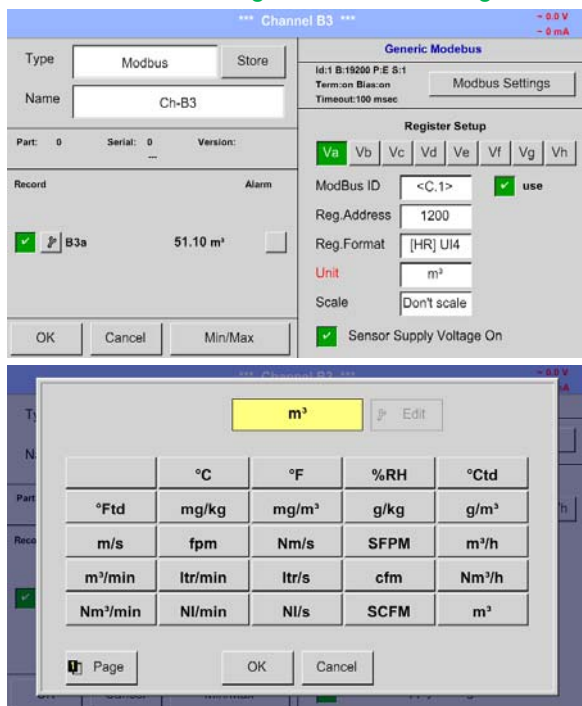 *** Channel B3 ***
~ 0.0 V
~ 0 mA
Type
Modbus
Store
Name
Ch-B3
Part: 0 Serial: 0 Version:
---
Record Alarm
B3a 51.10 m³
OK Cancel Min/Max
Generic Modebus
Id:1 B:19200 P:E S:1
Term:on Bias:on
Timeout:100 msec
Modbus Settings
Register Setup
Va Vb Vc Vd Ve Vf Vg Vh
ModBus ID <C.1> use
Reg.Address 1200
Reg.Format [HR] UI4
Unit m³
Scale Don't scale
Sensor Supply Voltage On
*** Channel B3 ***
~ 0.0 V
m³ Edit
°C °F %RH °Ctd
°Ftd mg/kg mg/m³ g/kg g/m³
m/s fpm Nm/s SFPM m³/h
m³/min ltr/min ltr/s cfm Nm³/h
Nm³/min Nl/min Nl/s SCFM m³
Page OK Cancel